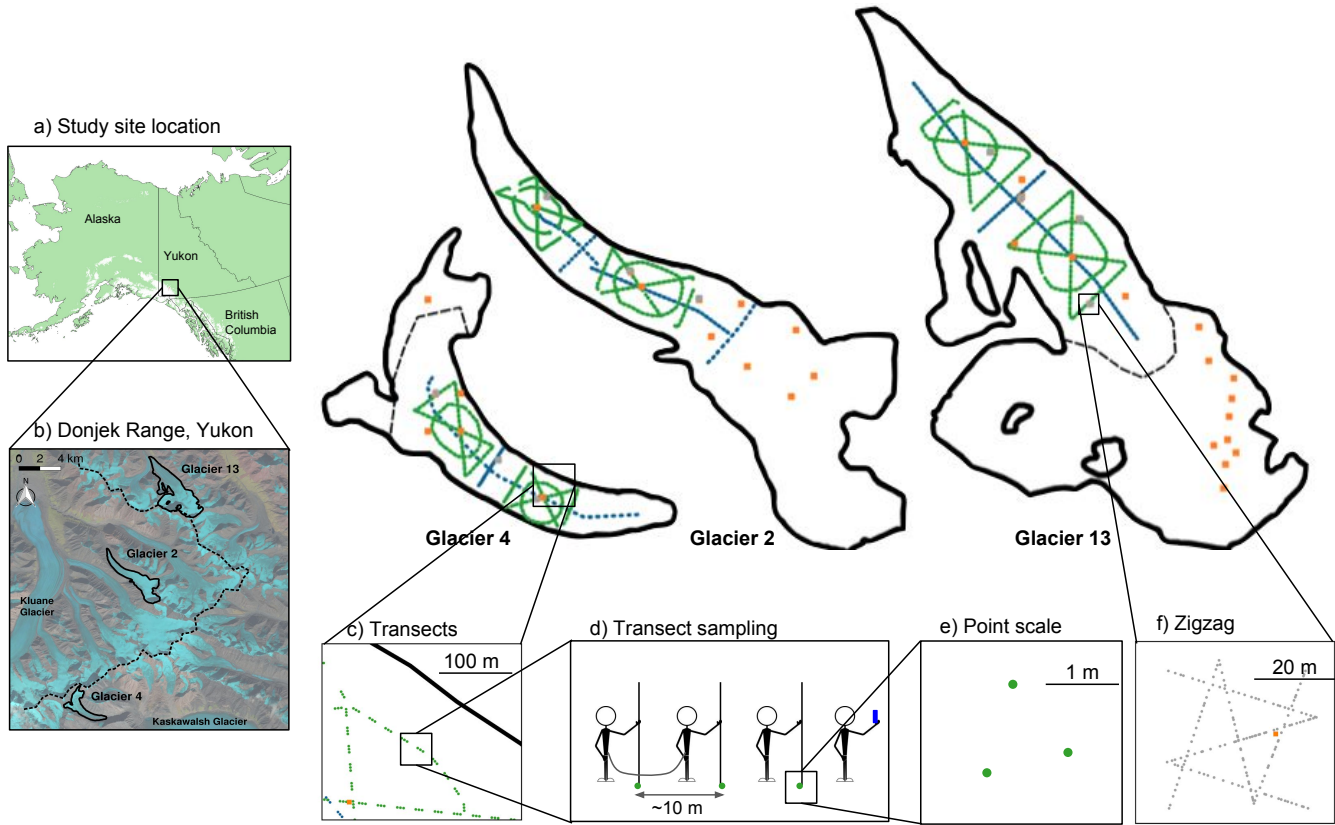 a) Study site location
Alaska
Yukon
British
Columbia
b) Donjek Range, Yukon
0 2 4 km
N
Glacier 13
Glacier 2
Kluane
Glacier
Glacier 4
Kaskawalsh Glacier
Glacier 4
Glacier 2
Glacier 13
c) Transects
100 m
d) Transect sampling
~10 m
e) Point scale
1 m
f) Zigzag
20 m